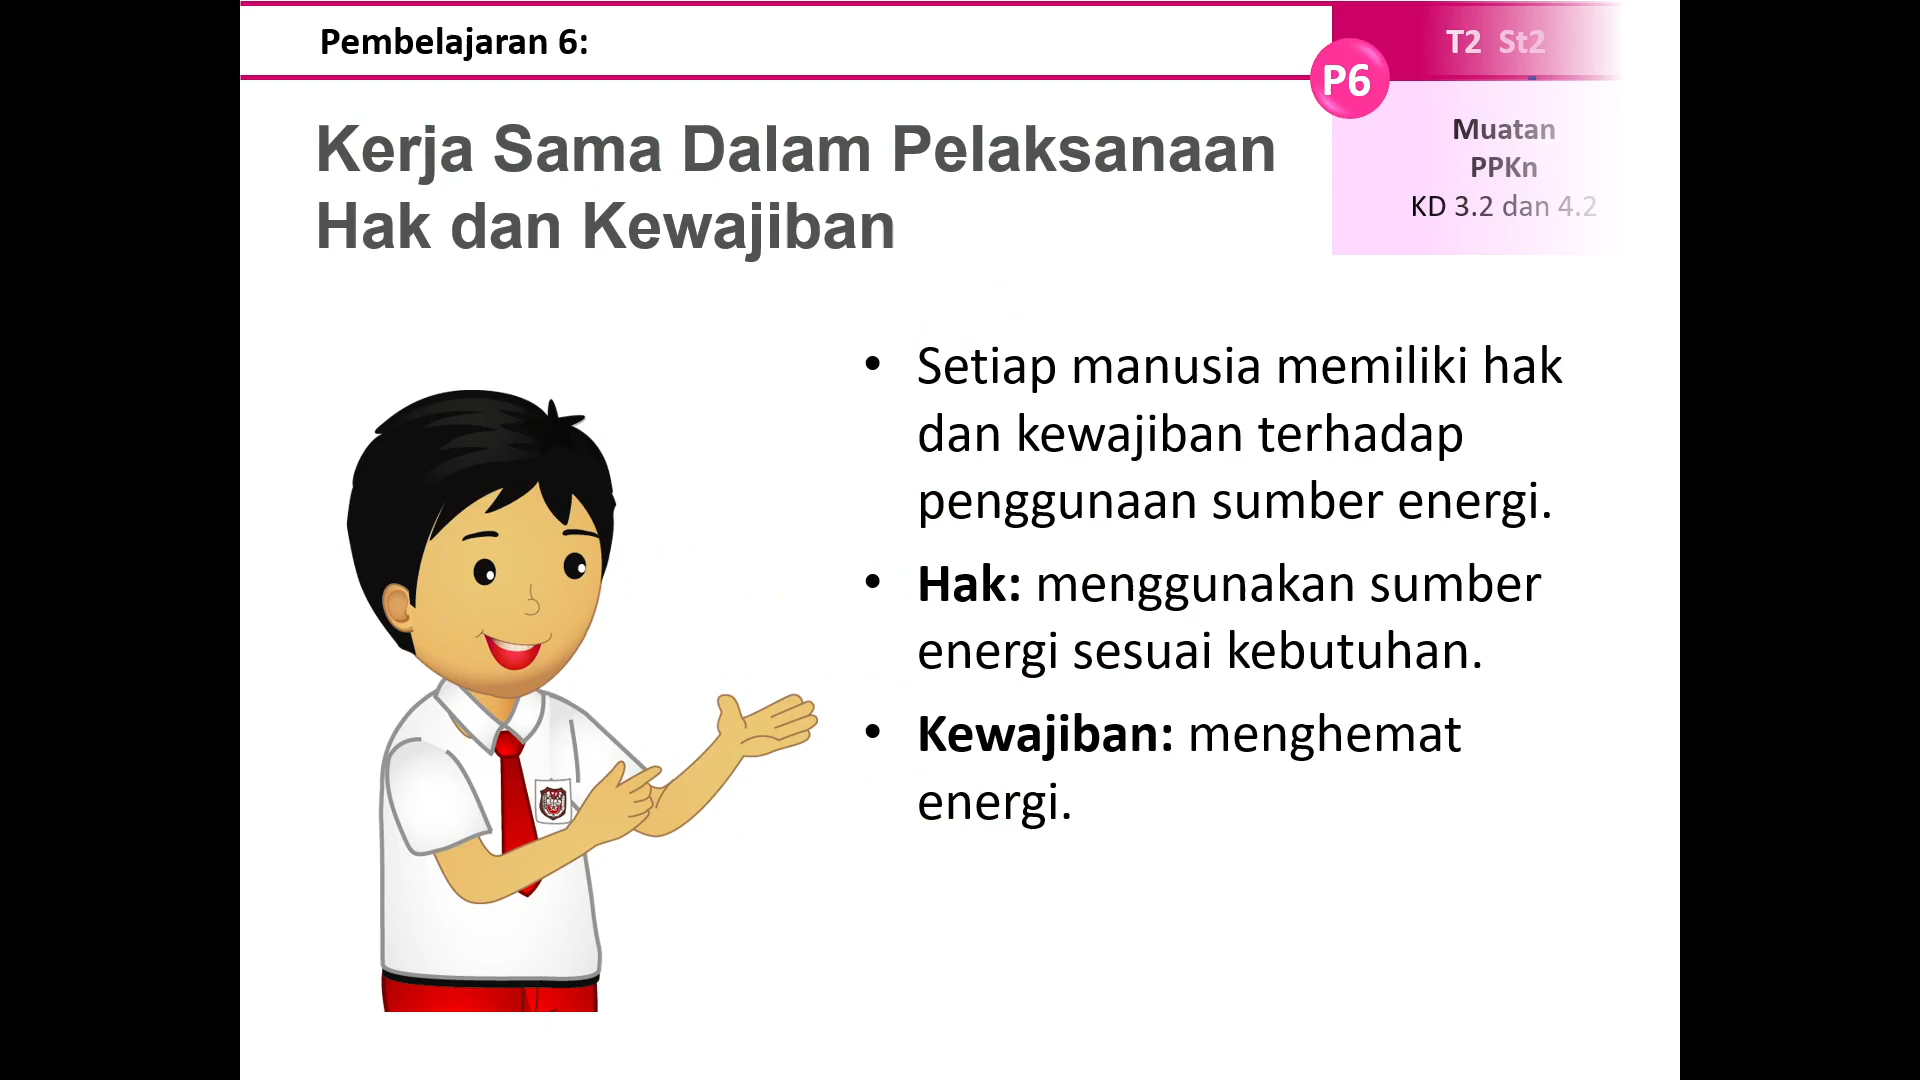 Pembelajaran 6:
T2 St2
P6
Muatan
PPKn
KD 3.2 dan 4.2
Kerja Sama Dalam Pelaksanaan
Hak dan Kewajiban
• Setiap manusia memiliki hak
dan kewajiban terhadap
penggunaan sumber energi.
• Hak: menggunakan sumber
energi sesuai kebutuhan.
• Kewajiban: menghemat
energi.